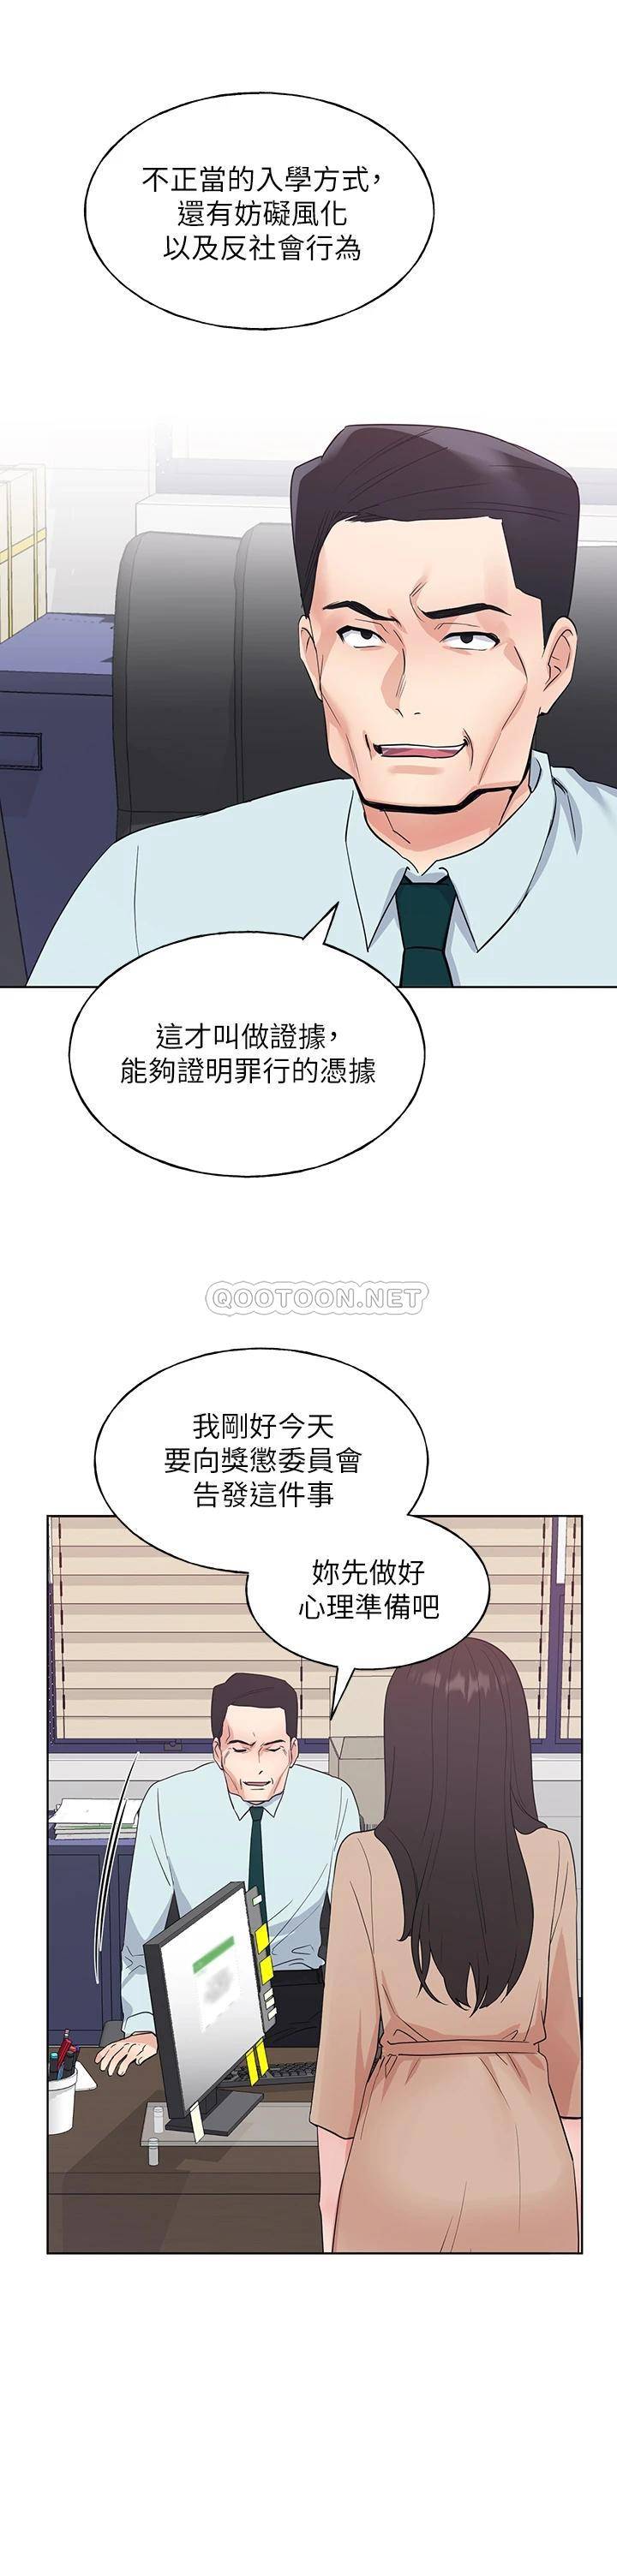 不正當的入學方式，
還有妨礙風化
以及反社會行為
這才叫做證據，
能夠證明罪行的憑據
QOOTOON.NET
我剛好今天
要向獎懲委員會
告發這件事
妳先做好
心理準備吧